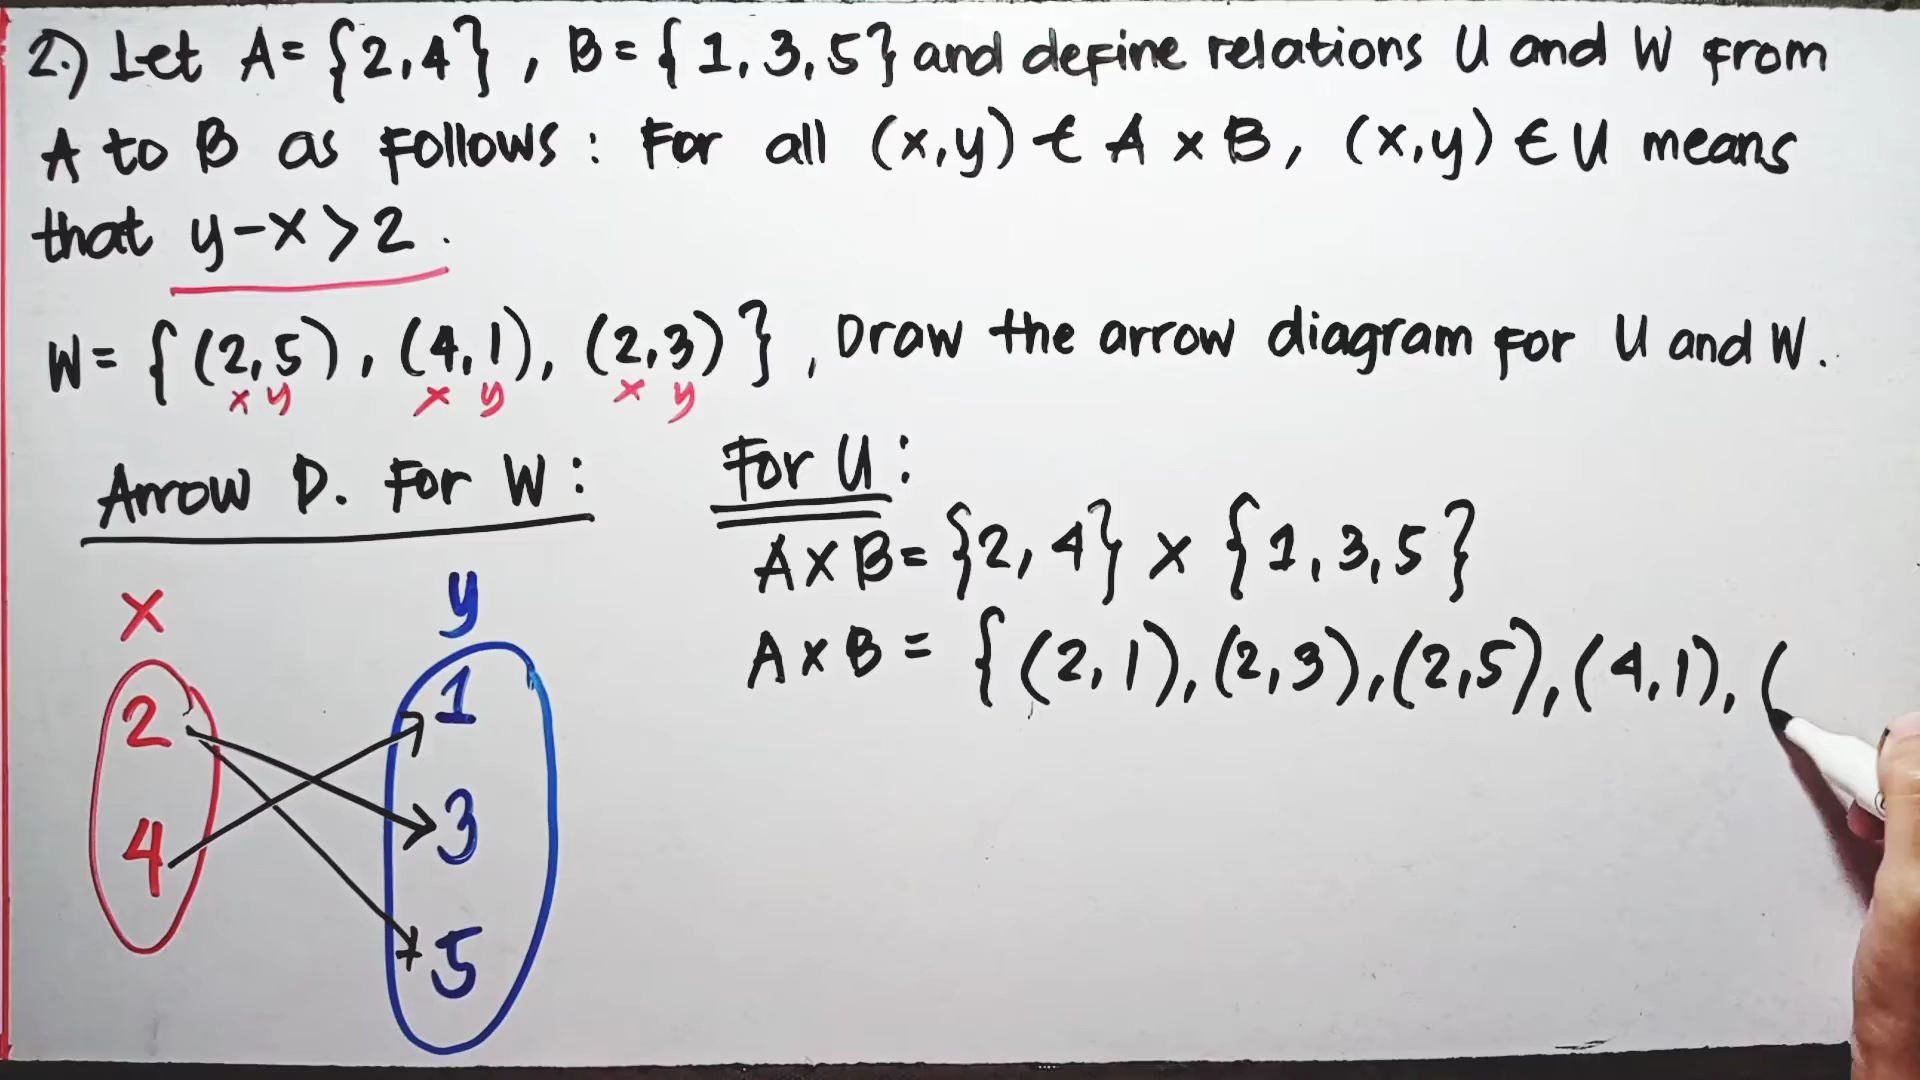 2.) Let A = {2,4}, B = {1,3,5} and define relations U and W from
A to B as follows: For all (x,y) ∈ A x B, (x,y) ∈ U means
that y-x>2.
W = {(2,5), (4,1), (2,3)}, Draw the arrow diagram for U and W.
x y x y x y
Arrow D. For W:
x y
2 1
4 3
5
For U:
A x B = {2,4} x {1,3,5}
A x B = {(2,1),(2,3),(2,5),(4,1),(